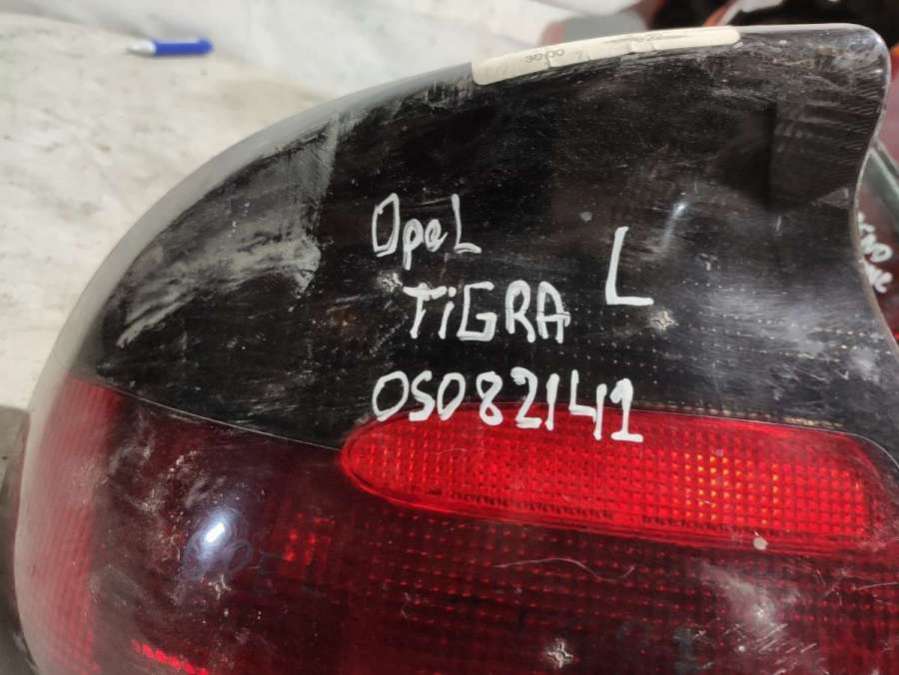 Opel
L
TiGRA
05082141